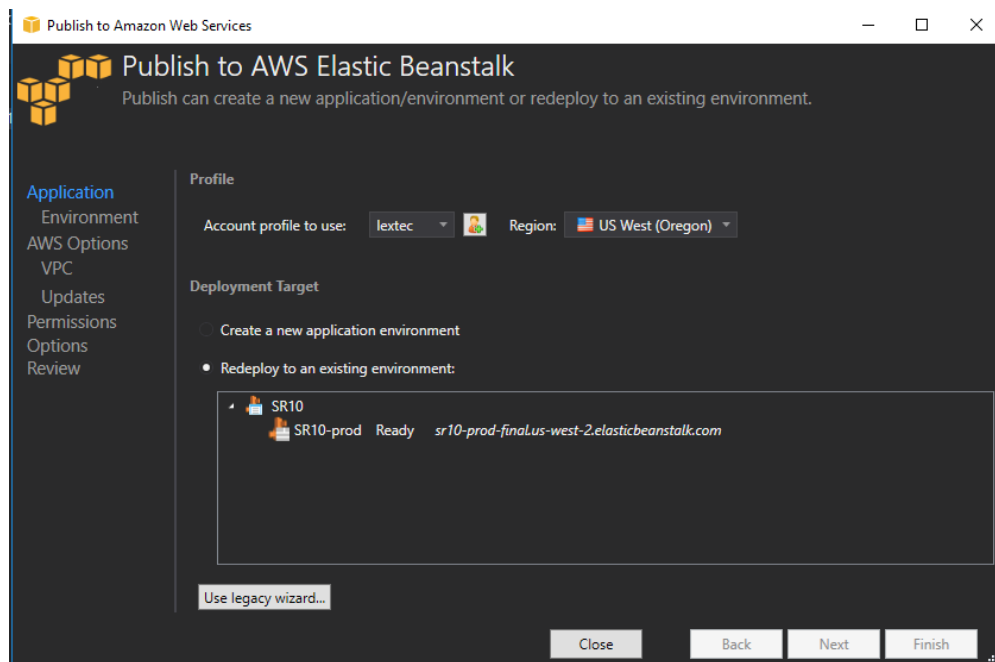 Publish to Amazon Web Services
Publish to AWS Elastic Beanstalk
Publish can create a new application/environment or redeploy to an existing environment.
Application
Environment
AWS Options
VPC
Updates
Permissions
Options
Review
Profile
Account profile to use: lextec Region: US West (Oregon)
Deployment Target
Create a new application environment
Redeploy to an existing environment:
SR10
SR10-prod Ready sr10-prod-final.us-west-2.elasticbeanstalk.com
Use legacy wizard...
Close Back Next Finish